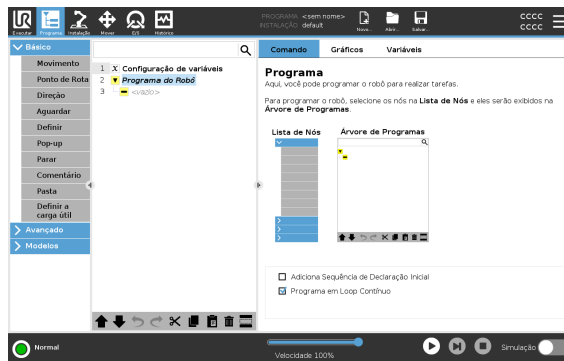 PROGRAMA <sem nome>
INSTALAÇÃO default
Executar Programa Instalação Mover E/S Histórico
Novo... Abrir... Salvar...
CCCC
CCCC
Básico
Movimento
Ponto de Rota
Direção
Aguardar
Definir
Pop-up
Parar
Comentário
Pasta
Definir a
carga útil
Avançado
Modelos
1 X Configuração de variáveis
2 Programa do Robô
3 <vazio>
Comando Gráficos Variáveis
Programa
Aqui, você pode programar o robô para realizar tarefas.
Para programar o robô, selecione os nós na Lista de Nós e eles serão exibidos na
Árvore de Programas.
Lista de Nós Árvore de Programas
Adiciona Sequência de Declaração Inicial
Programa em Loop Contínuo
Normal
Velocidade 100%
Simulação